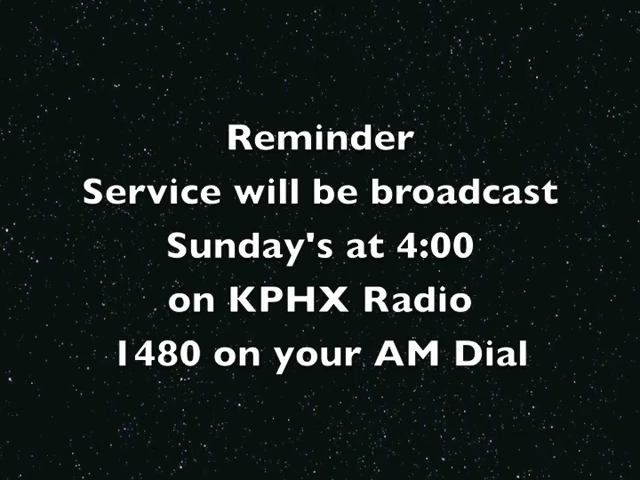 Reminder
Service will be broadcast
Sunday's at 4:00
on KPHX Radio
1480 on your AM Dial